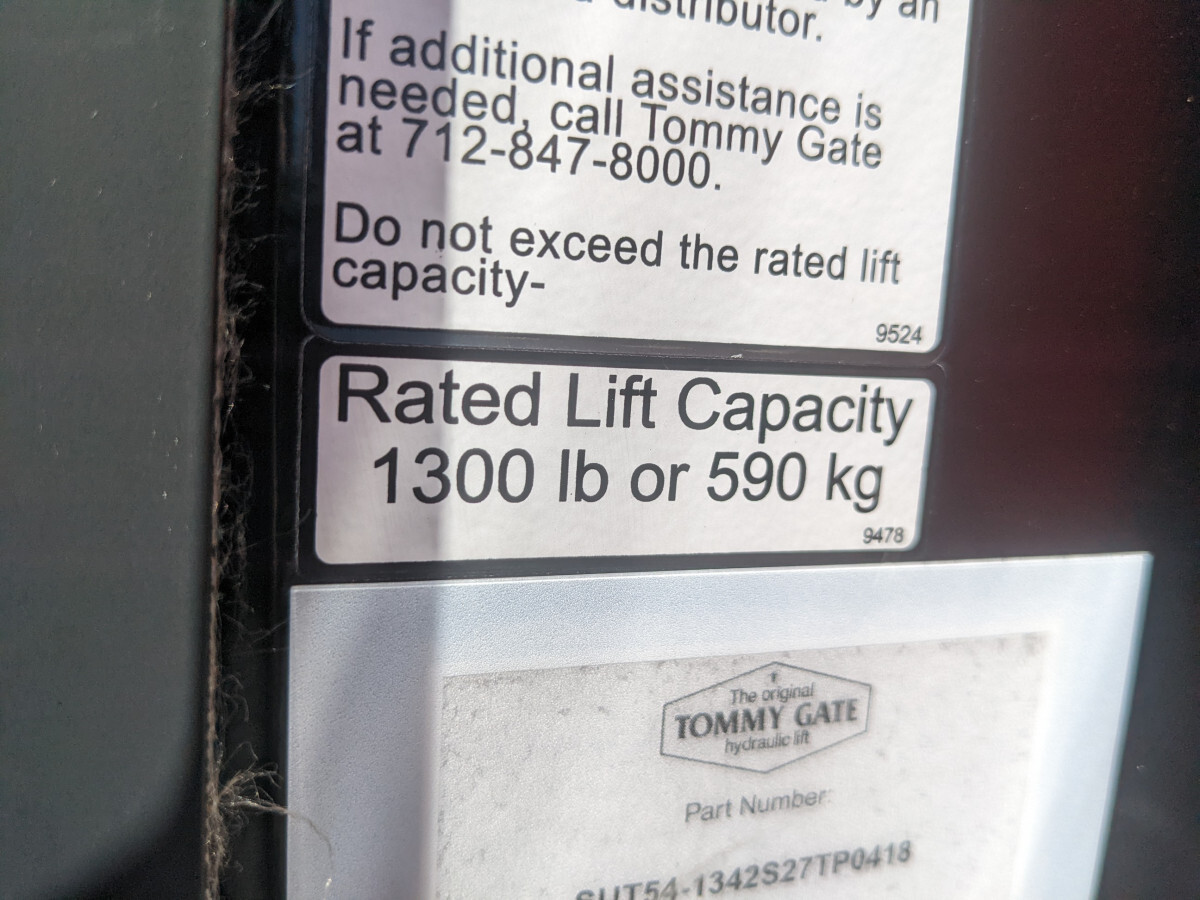 by an
distributor.
If additional assistance is
needed, call Tommy Gate
at 712-847-8000.
Do not exceed the rated lift
capacity-
9524
Rated Lift Capacity
1300 lb or 590 kg
9478
The original
TOMMY GATE
hydraulic lift
Part Number:
SUT54-1342S27TP0418